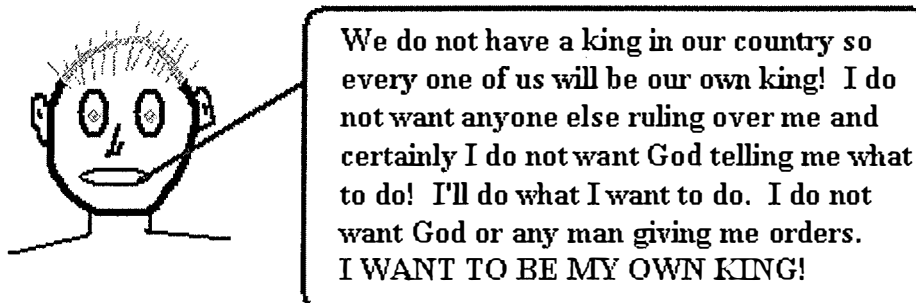 We do not have a king in our country so
every one of us will be our own king! I do
not want anyone else ruling over me and
certainly I do not want God telling me what
to do! I'll do what I want to do. I do not
want God or any man giving me orders.
I WANT TO BE MY OWN KING!